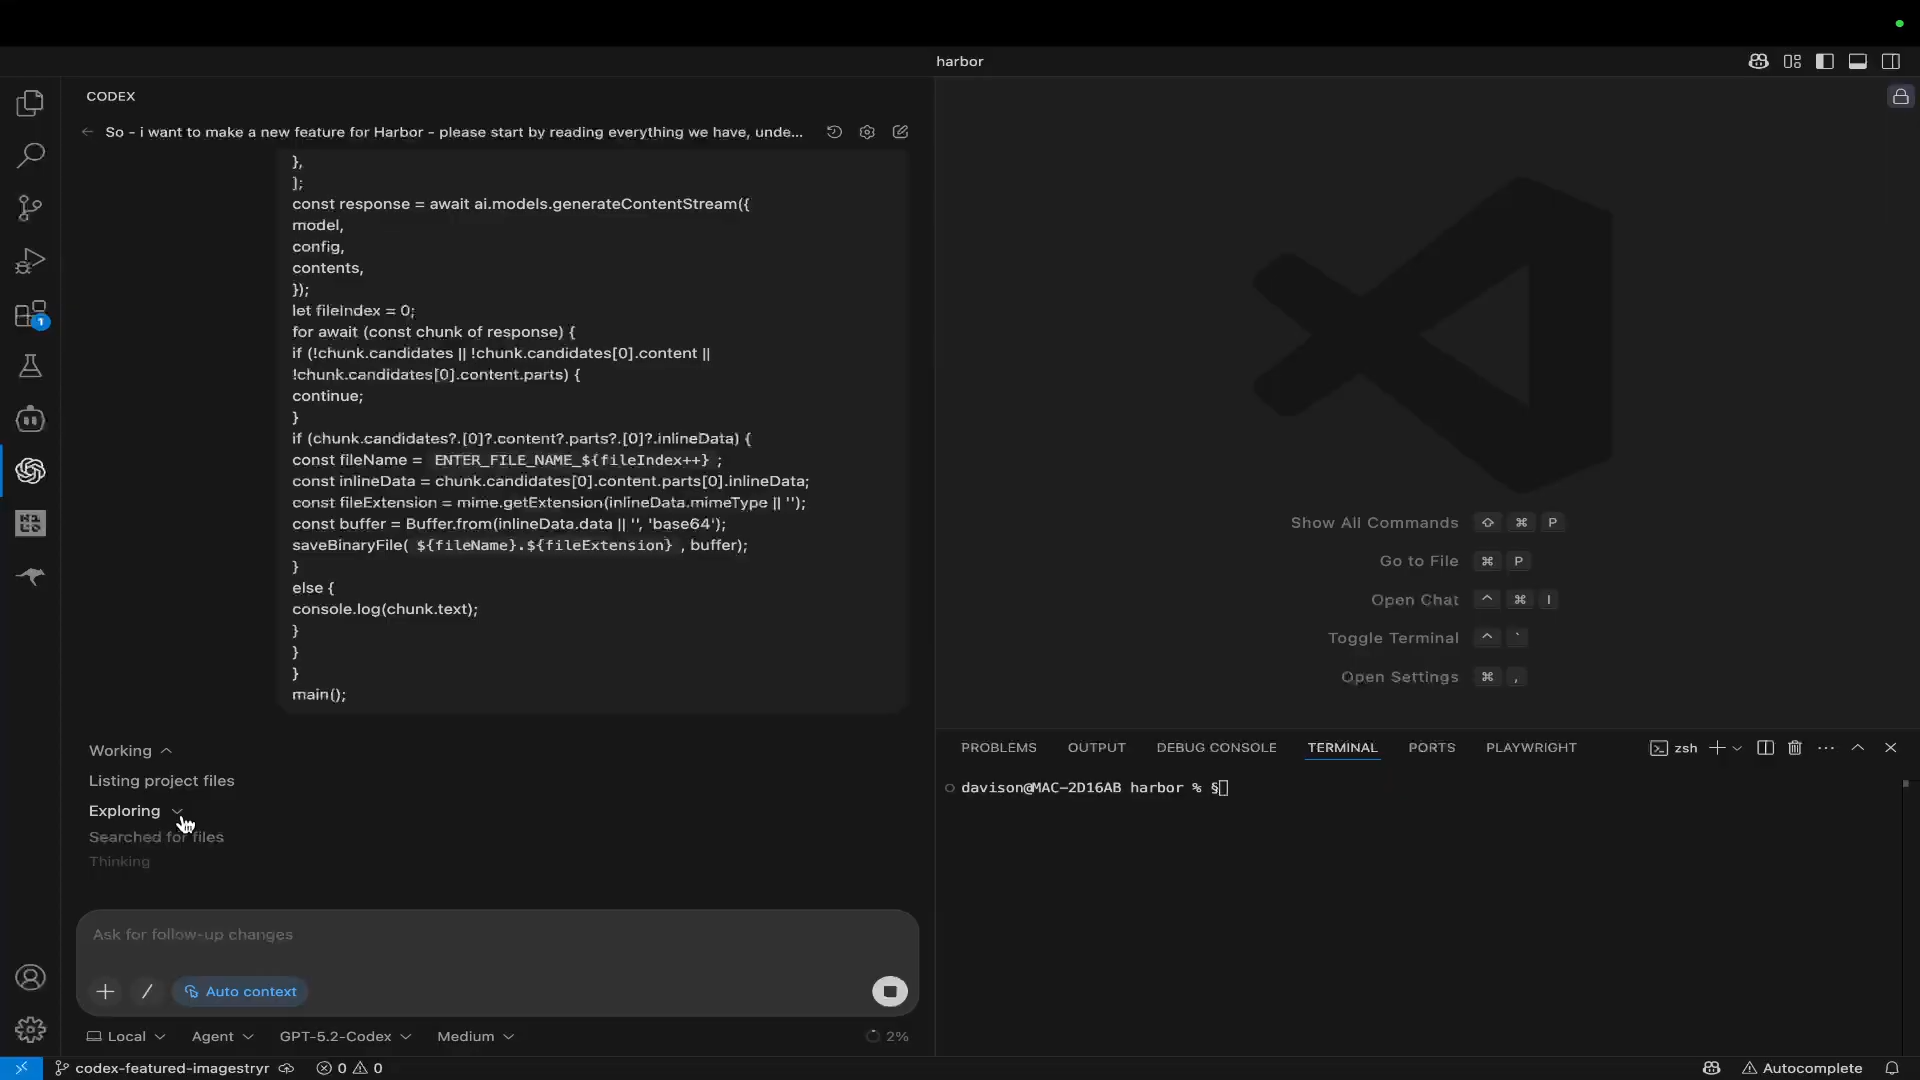 harbor
CODEX
So - i want to make a new feature for Harbor - please start by reading everything we have, unde...
},
];
const response = await ai.models.generateContentStream({
model,
config,
contents,
});
let fileIndex = 0;
for await (const chunk of response) {
if (!chunk.candidates || !chunk.candidates[0].content ||
!chunk.candidates[0].content.parts) {
continue;
}
if (chunk.candidates?.[0]?.content?.parts?.[0]?.inlineData) {
const fileName = ENTER_FILE_NAME_${fileIndex++} ;
const inlineData = chunk.candidates[0].content.parts[0].inlineData;
const fileExtension = mime.getExtension(inlineData.mimeType || '');
const buffer = Buffer.from(inlineData.data || '', 'base64');
saveBinaryFile( ${fileName}.${fileExtension} , buffer);
}
else {
console.log(chunk.text);
}
}
}
main();
Working
Listing project files
Exploring
Searched for files
Thinking
Ask for follow-up changes
Auto context
Local
Agent
GPT-5.2-Codex
Medium
2%
1
Show All Commands ⇧ ⌘ P
Go to File ⌘ P
Open Chat ^ ⌘ I
Toggle Terminal ^ `
Open Settings ⌘ ,
PROBLEMS
OUTPUT
DEBUG CONSOLE
TERMINAL
PORTS
PLAYWRIGHT
zsh
davison@MAC-2D16AB harbor % §
codex-featured-imagestryr
0
0
Autocomplete